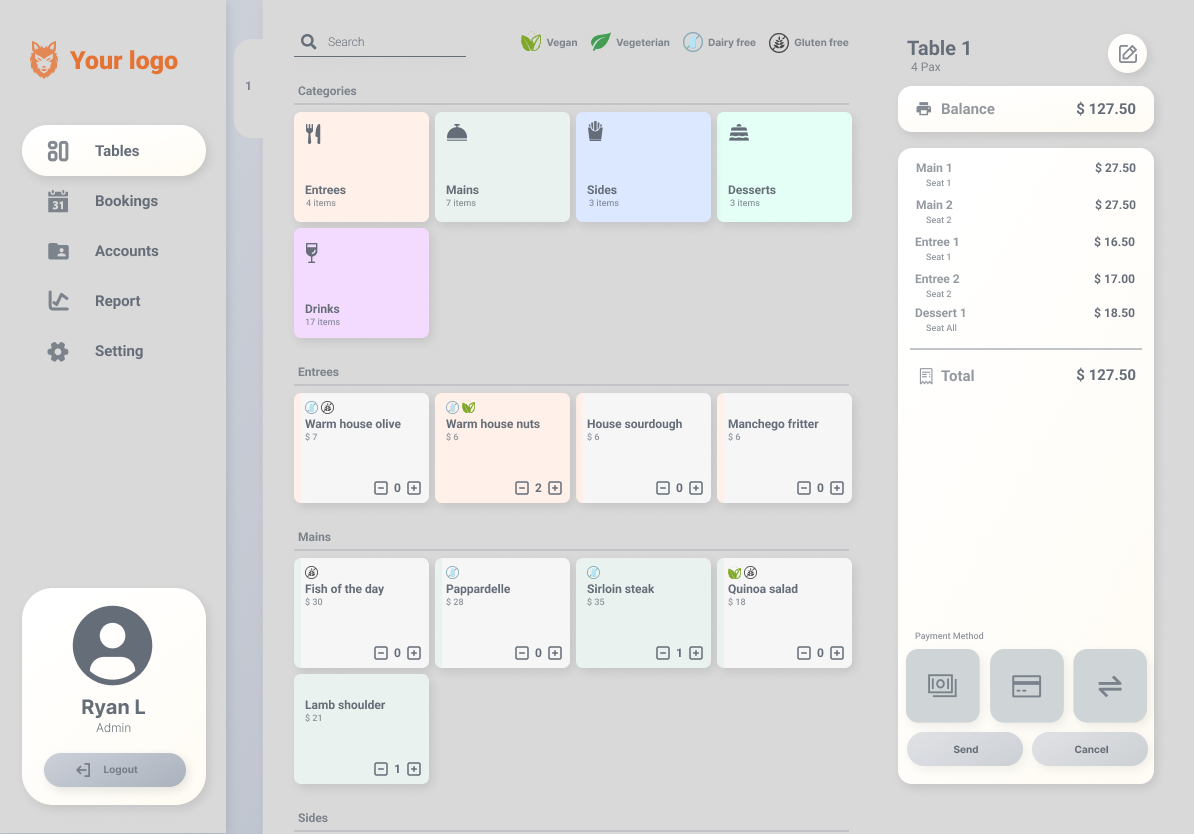 Your logo
Tables
31
Bookings
Accounts
Report
Setting
Ryan L
Admin
Logout
1
Search
Vegan
Vegeterian
Dairy free
Gluten free
Categories
Entrees
4 items
Mains
7 items
Sides
3 items
Desserts
3 items
Drinks
17 items
Entrees
Warm house olive
$ 7
0
Warm house nuts
$ 6
2
House sourdough
$ 6
0
Manchego fritter
$ 6
0
Mains
Fish of the day
$ 30
0
Pappardelle
$ 28
0
Sirloin steak
$ 35
1
Quinoa salad
$ 18
0
Lamb shoulder
$ 21
1
Sides
Table 1
4 Pax
Balance $ 127.50
Main 1 $ 27.50
Seat 1
Main 2 $ 27.50
Seat 2
Entree 1 $ 16.50
Seat 1
Entree 2 $ 17.00
Seat 2
Dessert 1 $ 18.50
Seat All
Total $ 127.50
Payment Method
Send Cancel